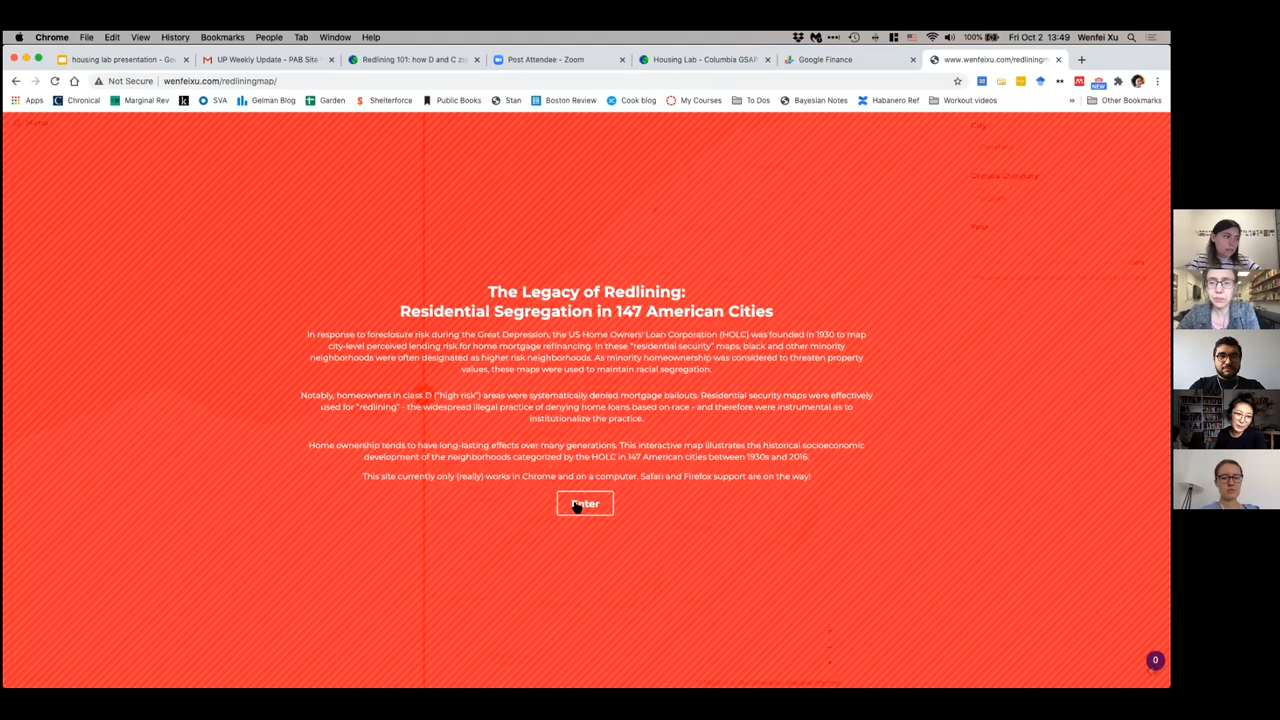 Chrome File Edit View History Bookmarks People Tab Window Help 100% Fri Oct 2 13:49 Wenfei Xu
housing lab presentation - Go UP Weekly Update - PAB Site Redlining 101: how D and C zo Post Attendee - Zoom Housing Lab - Columbia GSAP Google Finance www.wenfeixu.com/redliningm
Not Secure wenfeixu.com/redliningmap/
Apps Chronical Marginal Rev SVA Gelman Blog Garden Shelterforce Public Books Stan Boston Review Cook blog My Courses To Dos Bayesian Notes Habanero Ref Workout videos » Other Bookmarks
NEW
Menu
City
Cleveland
Census Category
Year
The Legacy of Redlining:
Residential Segregation in 147 American Cities
In response to foreclosure risk during the Great Depression, the US Home Owners' Loan Corporation (HOLC) was founded in 1930 to map
city-level perceived lending risk for home mortgage refinancing. In these "residential security" maps, black and other minority
neighborhoods were often designated as higher risk neighborhoods. As minority homeownership was considered to threaten property
values, these maps were used to maintain racial segregation.
Notably, homeowners in class D ("high risk") areas were systematically denied mortgage bailouts. Residential security maps were effectively
used for "redlining" - the widespread illegal practice of denying home loans based on race - and therefore were instrumental as to
institutionalize the practice.
Home ownership tends to have long-lasting effects over many generations. This interactive map illustrates the historical socioeconomic
development of the neighborhoods categorized by the HOLC in 147 American cities between 1930s and 2016.
This site currently only (really) works in Chrome and on a computer. Safari and Firefox support are on the way!
Enter
0